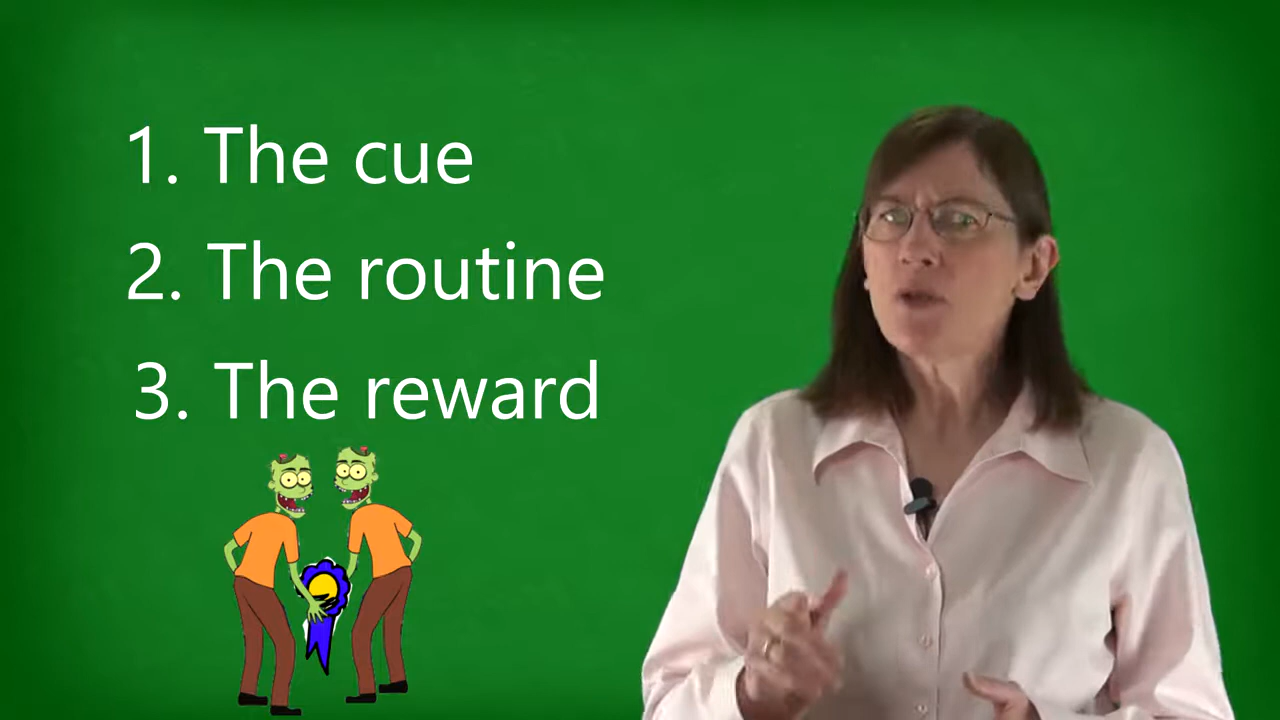 1. The cue
2. The routine
3. The reward